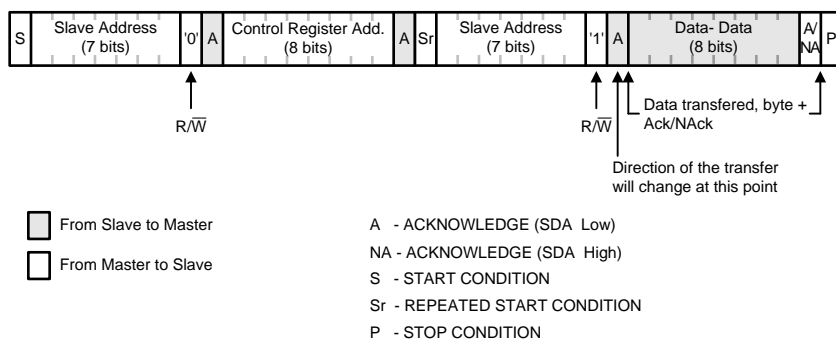 S Slave Address (7 bits) '0' A Control Register Add. (8 bits) A Sr Slave Address (7 bits) '1' A Data- Data (8 bits) A/NA P
R/W̅ R/W̅
Data transfered, byte +
Ack/NAck
Direction of the transfer
will change at this point
From Slave to Master
From Master to Slave
A - ACKNOWLEDGE (SDA Low)
NA - ACKNOWLEDGE (SDA High)
S - START CONDITION
Sr - REPEATED START CONDITION
P - STOP CONDITION